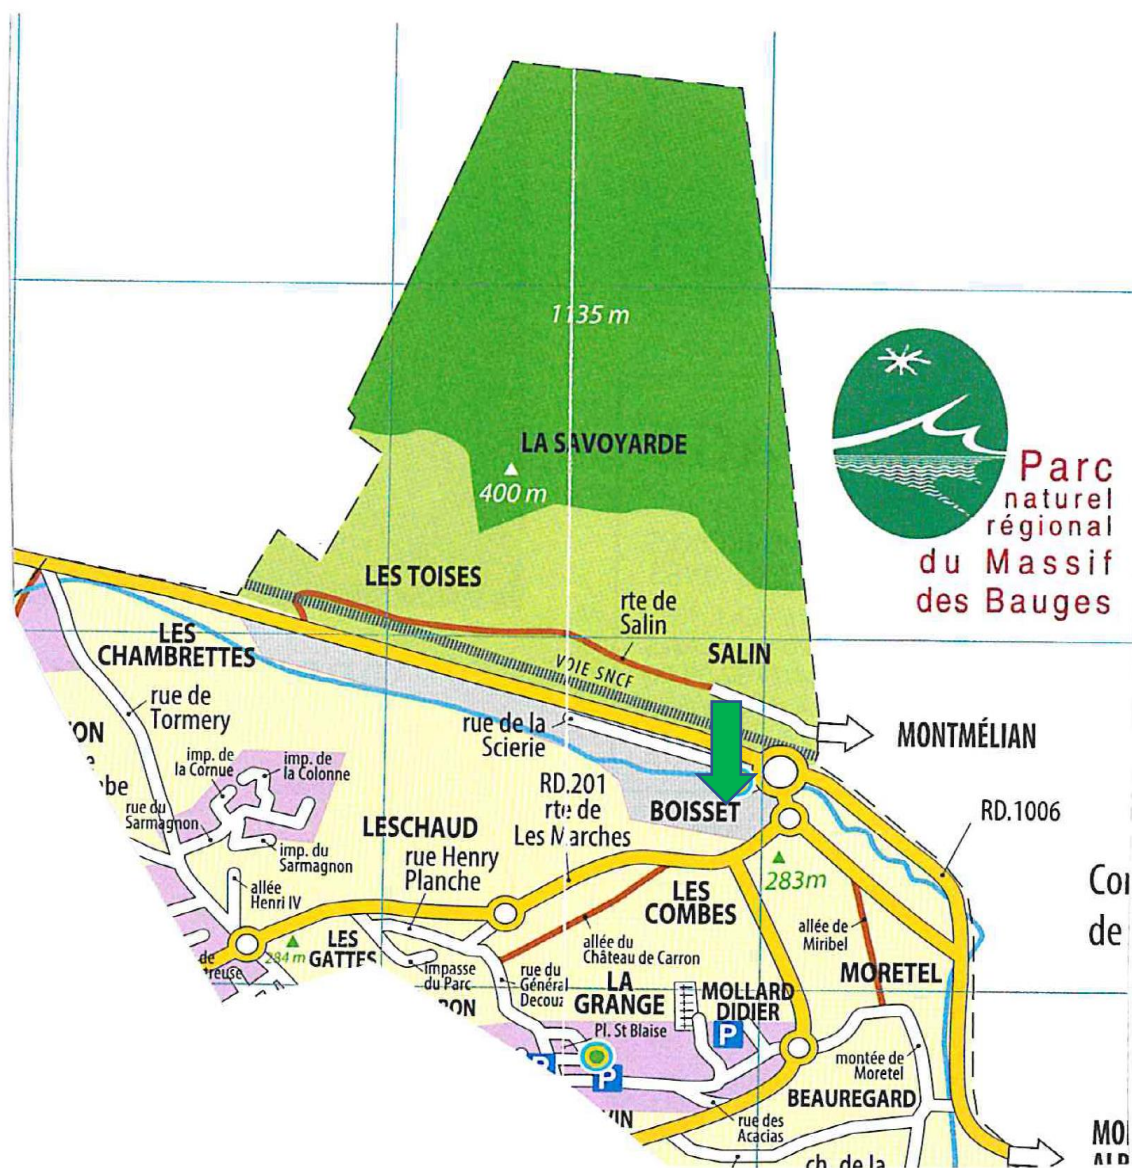 1135 m
LA SAVOYARDE
400 m
Parc
naturel
régional
du Massif
des Bauges
LES TOISES
rte de
Salin
LES
CHAMBRETTES
VOIE SNCF
SALIN
rue de
Tormery
rue de la
Scierie
MONTMÉLIAN
imp. de
la Cornue
imp. de
la Colonne
RD.201
rte de
Les Marches
BOISSET
RD.1006
rue du
Sarmagnon
LESCHAUD
imp. du
Sarmagnon
rue Henry
Planche
283m
allée
Henri IV
LES
COMBES
allée de
Miribel
de
284 m
LES
GATTES
allée du
Château de Carron
impasse
du Parc
rue du
Général
Decouz
LA
GRANGE
MOLLARD
DIDIER
MORETEL
Pl. St Blaise
P
P
P
montée de
Moretel
BEAUREGARD
rue des
Acacias
ch. de la